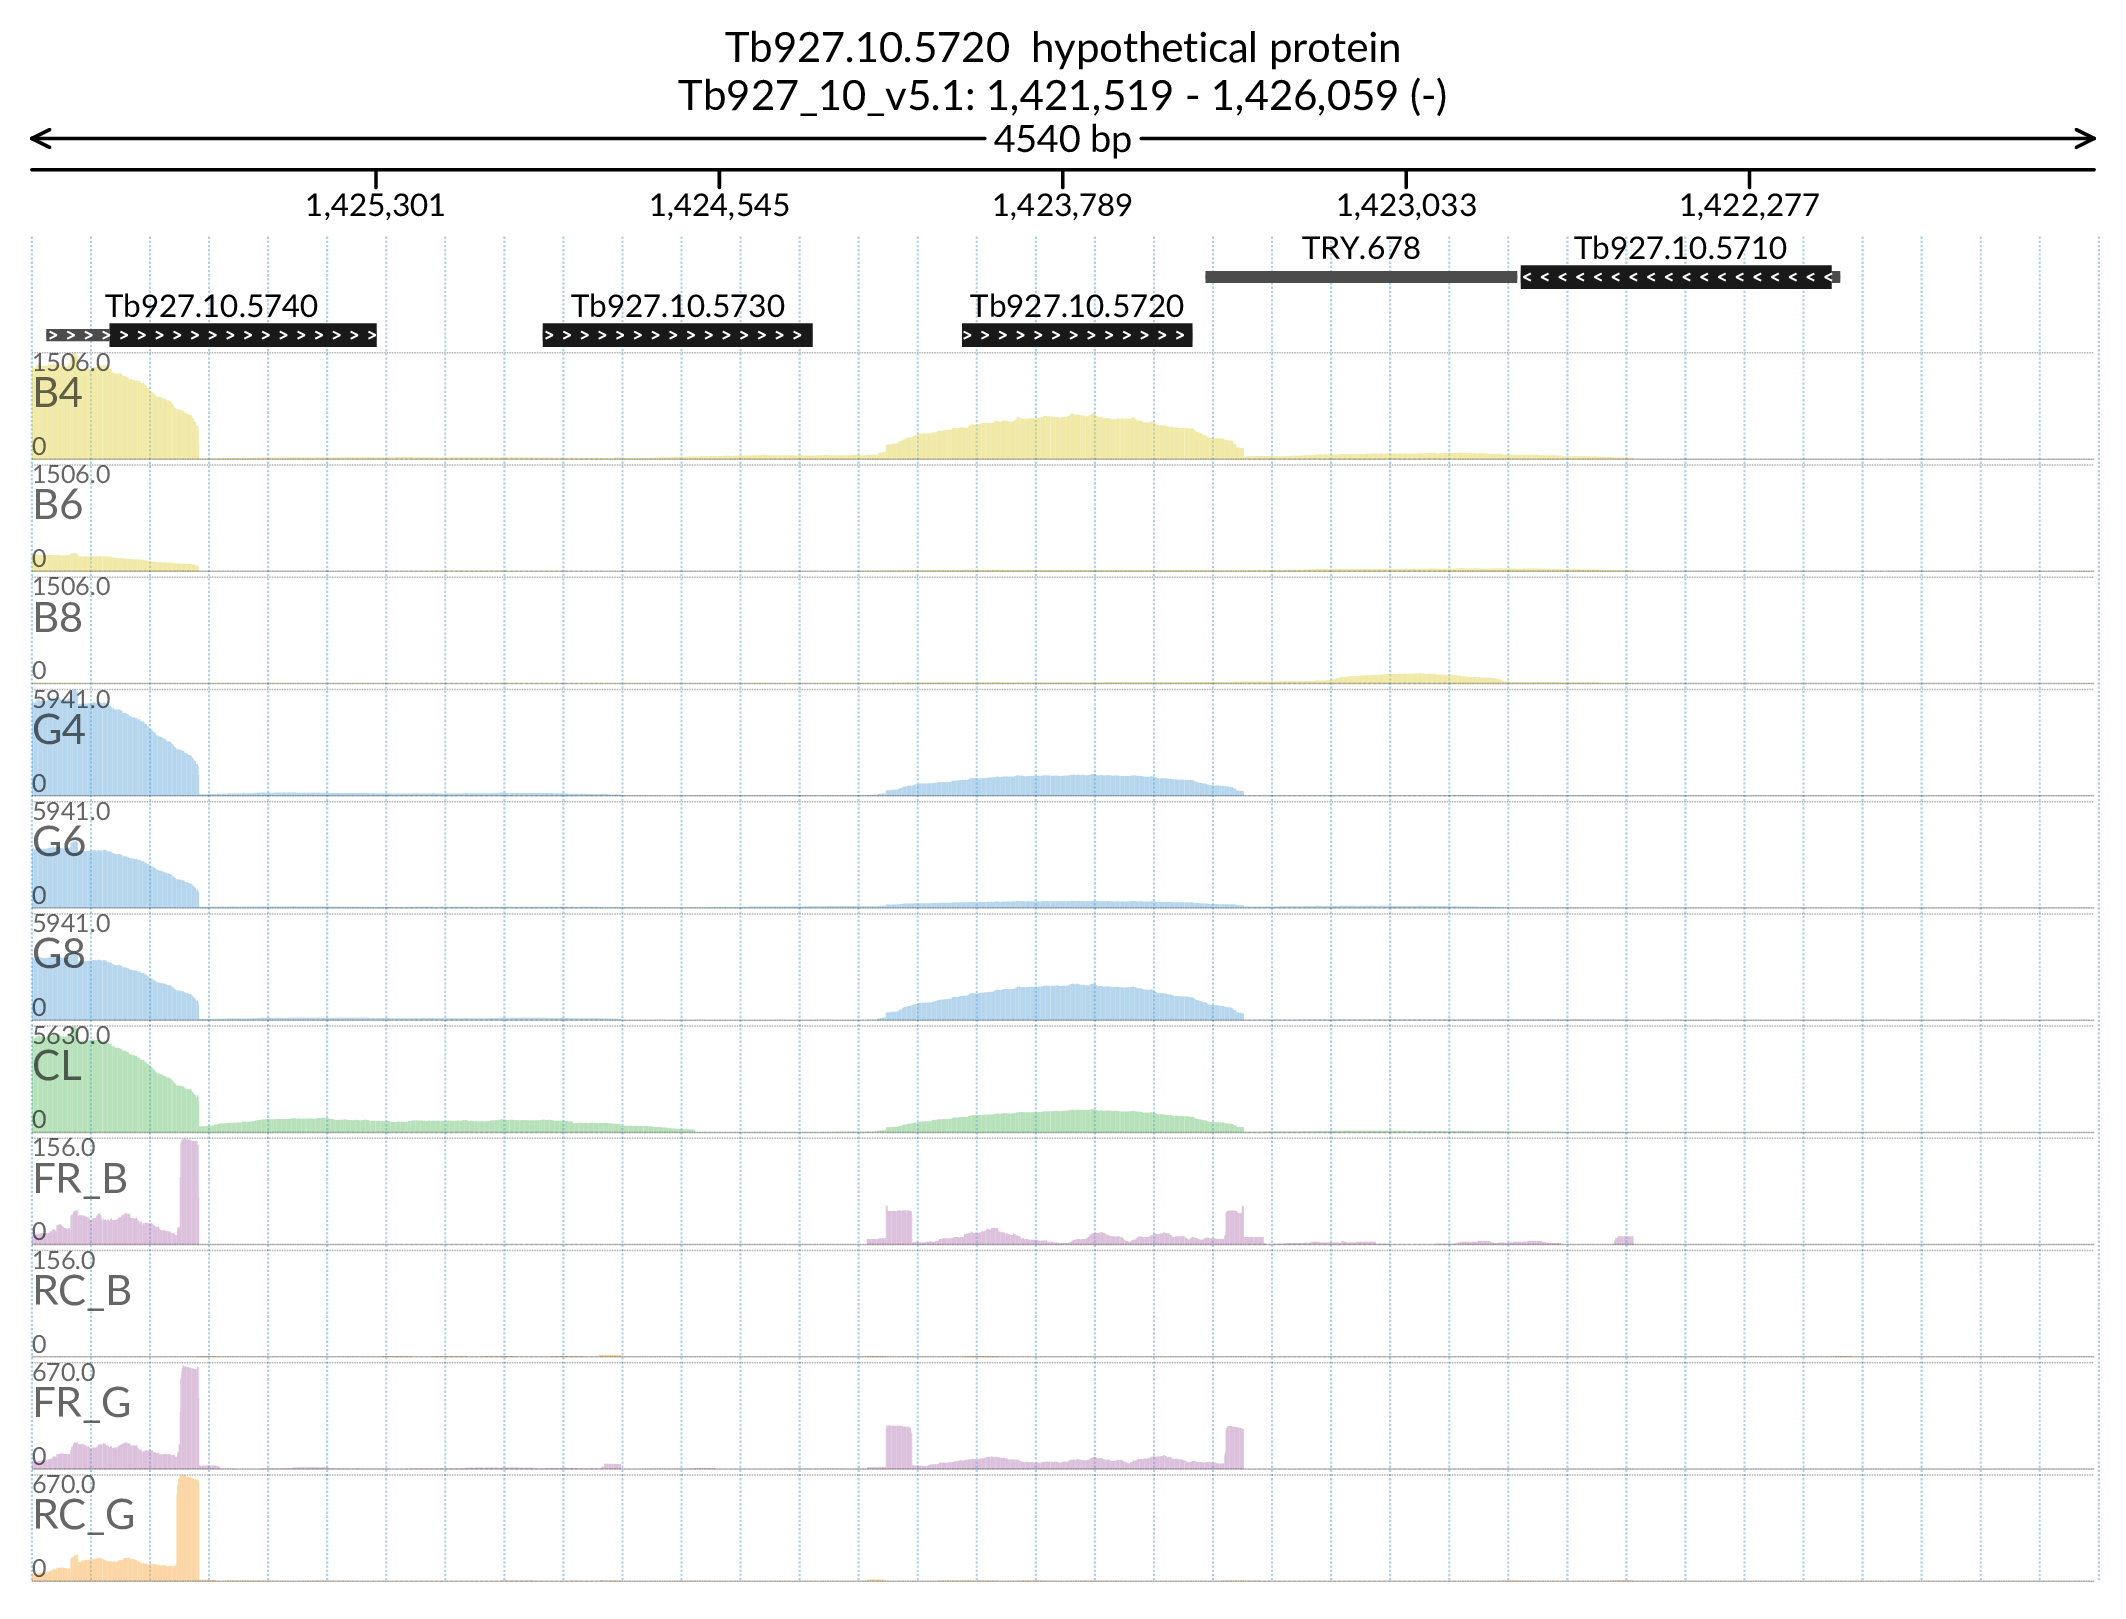 Tb927.10.5720  hypothetical protein
Tb927_10_v5.1: 1,421,519 - 1,426,059 (-)
4540 bp
1,425,301 1,424,545 1,423,789 1,423,033 1,422,277
TRY.678 Tb927.10.5710
Tb927.10.5740 Tb927.10.5730 Tb927.10.5720
1506.0
B4
0
1506.0
B6
0
1506.0
B8
0
5941.0
G4
0
5941.0
G6
0
5941.0
G8
0
5630.0
CL
0
156.0
FR_B
0
156.0
RC_B
0
670.0
FR_G
0
670.0
RC_G
0